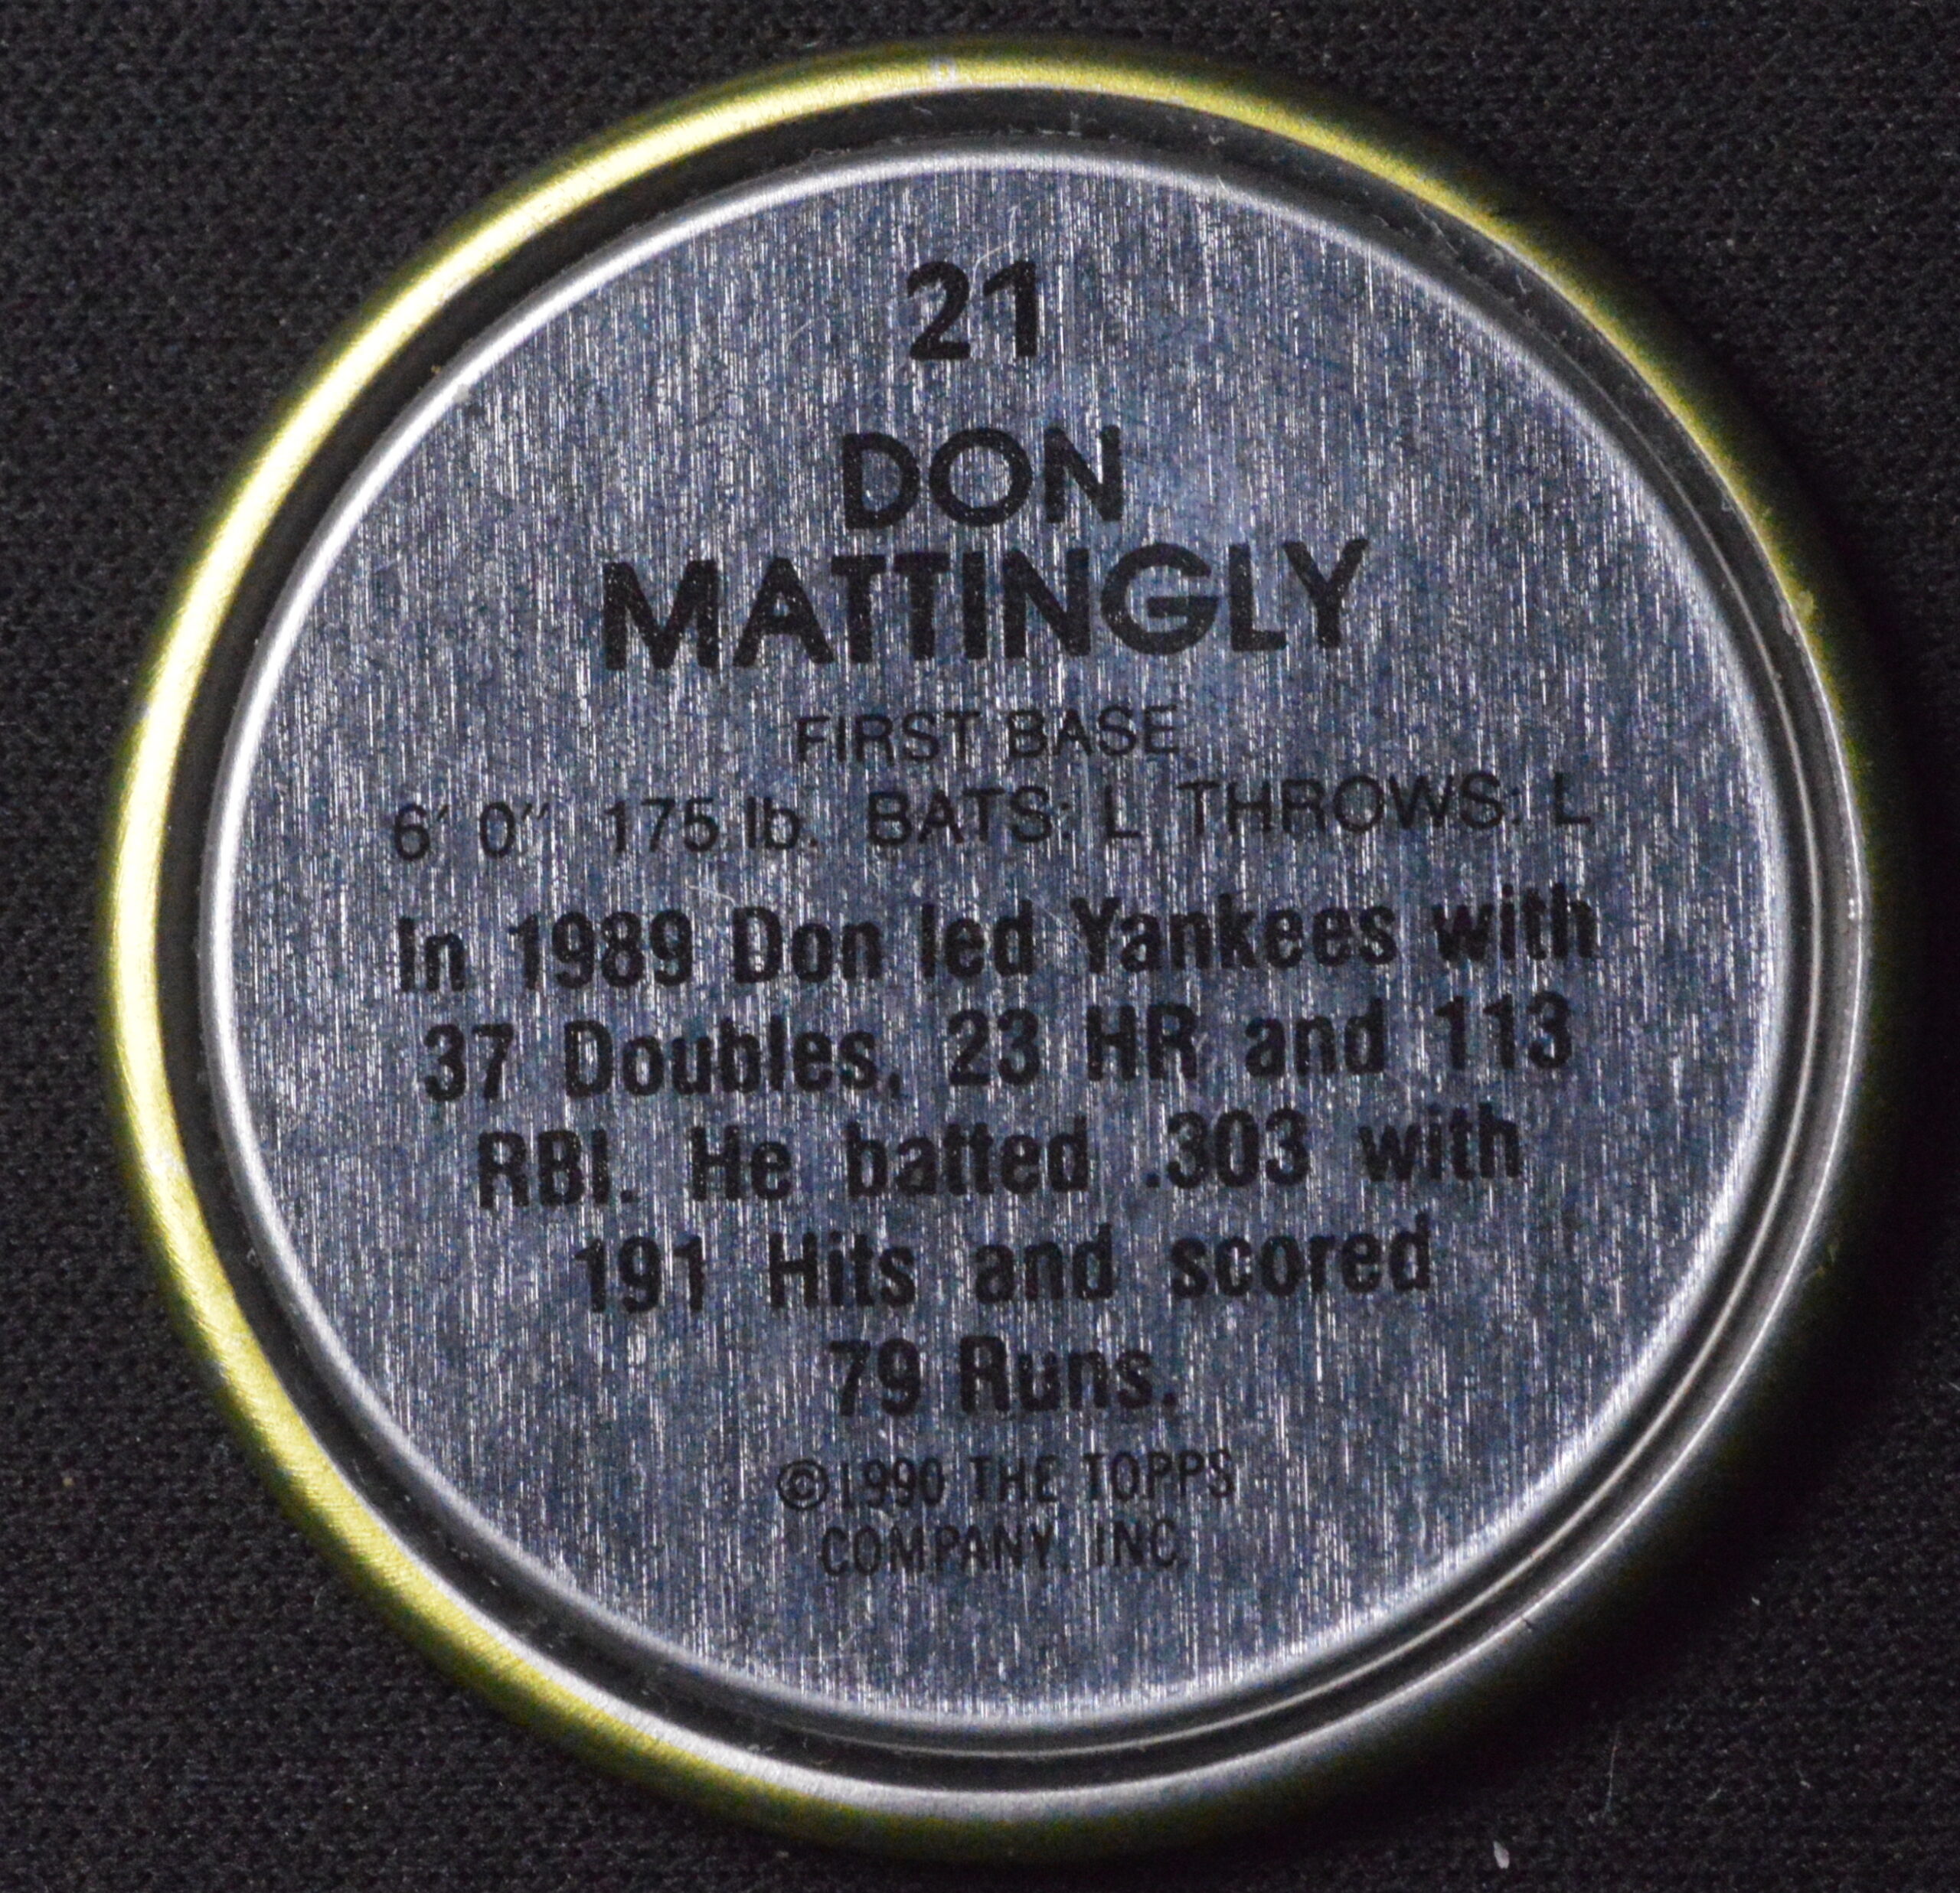 21
DON
MATTINGLY
FIRST BASE
6' 0" 175 lb. BATS: L THROWS: L
In 1989 Don led Yankees with
37 Doubles, 23 HR and 113
RBI. He batted .303 with
191 Hits and scored
79 Runs.
©1990 THE TOPPS
COMPANY, INC.